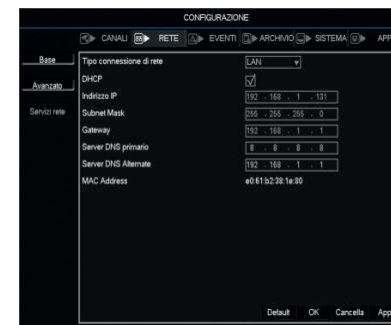 CONFIGURAZIONE
CANALI RETE EVENTI ARCHIVIO SISTEMA APP
Base
Avanzato
Servizi rete
Tipo connessione di rete LAN
DHCP
Indirizzo IP 192 . 168 . 1 . 131
Subnet Mask 255 . 255 . 255 . 0
Gateway 192 . 168 . 1 . 1
Server DNS primario 8 . 8 . 8 . 8
Server DNS Alternate 192 . 168 . 1 . 1
MAC Address e0:61:b2:38:1e:80
Default OK Cancella App